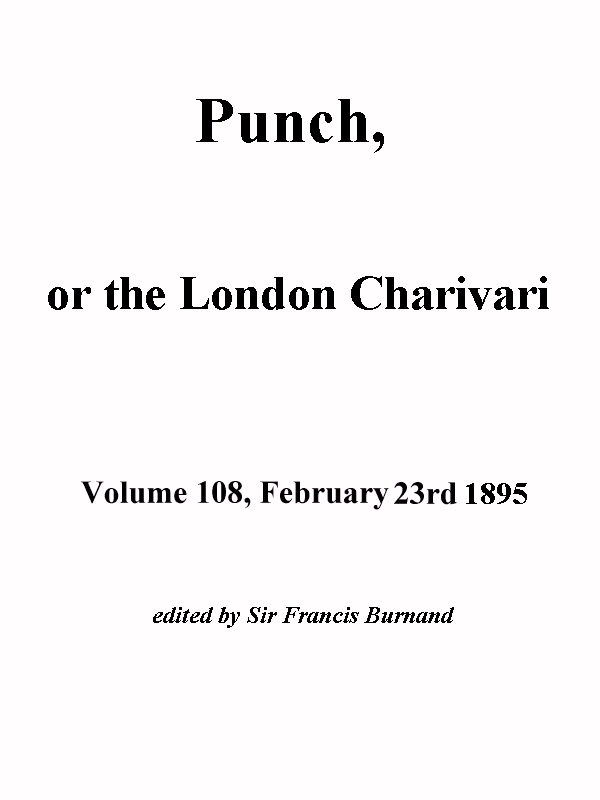 Punch,
or the London Charivari
Volume 108, February 23rd 1895
edited by Sir Francis Burnand